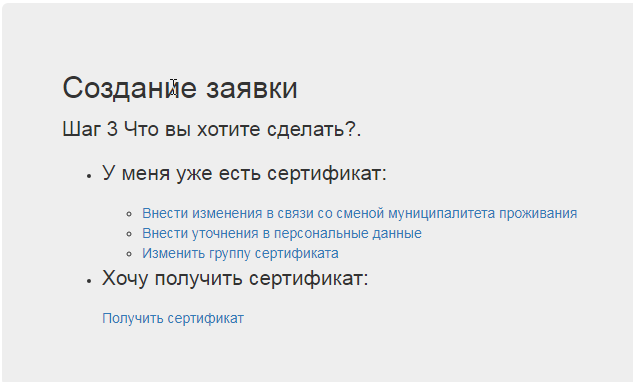 Создание заявки
Шаг 3 Что вы хотите сделать?.
У меня уже есть сертификат:
Внести изменения в связи со сменой муниципалитета проживания
Внести уточнения в персональные данные
Изменить группу сертификата
Хочу получить сертификат:
Получить сертификат